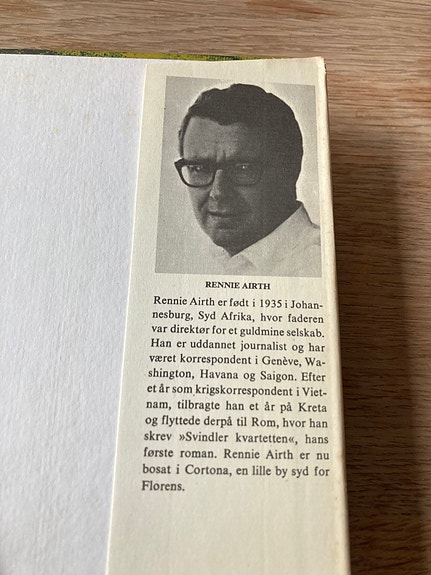 RENNIE AIRTH
Rennie Airth er født i 1935 i Johan-
nesburg, Syd Afrika, hvor faderen
var direktør for et guldmine selskab.
Han er uddannet journalist og har
været korrespondent i Genève, Wa-
shington, Havana og Saigon. Efter
et år som krigskorrespondent i Viet-
nam, tilbragte han et år på Kreta
og flyttede derpå til Rom, hvor han
skrev »Svindler kvartetten«, hans
første roman. Rennie Airth er nu
bosat i Cortona, en lille by syd for
Florens.